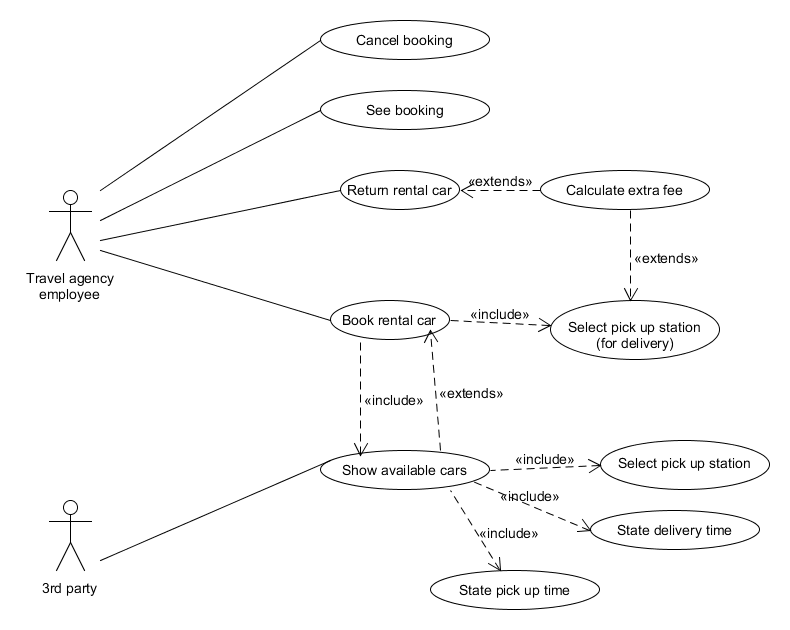 Cancel booking
See booking
Return rental car
«extends»
Calculate extra fee
Travel agency
employee
«extends»
Book rental car
«include»
Select pick up station
(for delivery)
«include»
«extends»
Show available cars
«include»
Select pick up station
«include»
State delivery time
«include»
3rd party
State pick up time